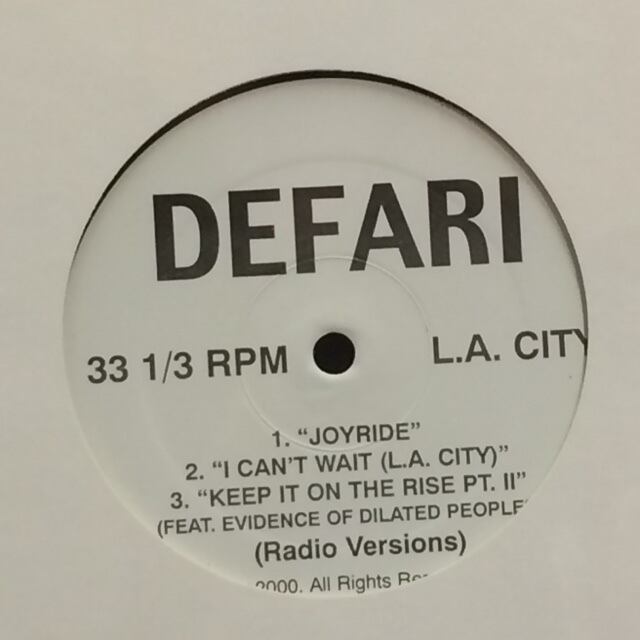 DEFARI
33 1/3 RPM L.A. CITY
1. “JOYRIDE”
2. “I CAN’T WAIT (L.A. CITY)”
3. “KEEP IT ON THE RISE PT. II”
(FEAT. EVIDENCE OF DILATED PEOPLE
(Radio Versions)
2000. All Rights